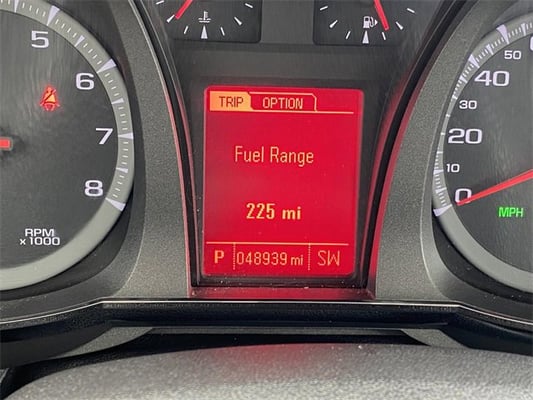 5
6
7
8
RPM
x1000
TRIP OPTION
Fuel Range
225 mi
P 048939 mi SW
50
40
20
10
0
0
MPH